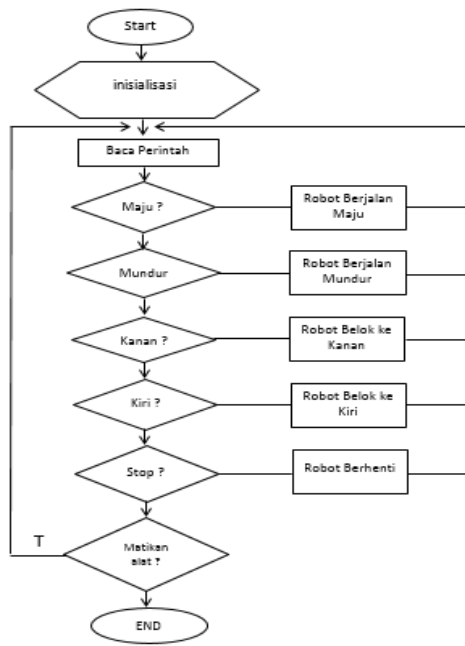 Start
inisialisasi
Baca Perintah
Maju ?
Robot Berjalan
Maju
Mundur
Robot Berjalan
Mundur
Kanan ?
Robot Belok ke
Kanan
Kiri ?
Robot Belok ke
Kiri
Stop ?
Robot Berhenti
T
Matikan
alat ?
END